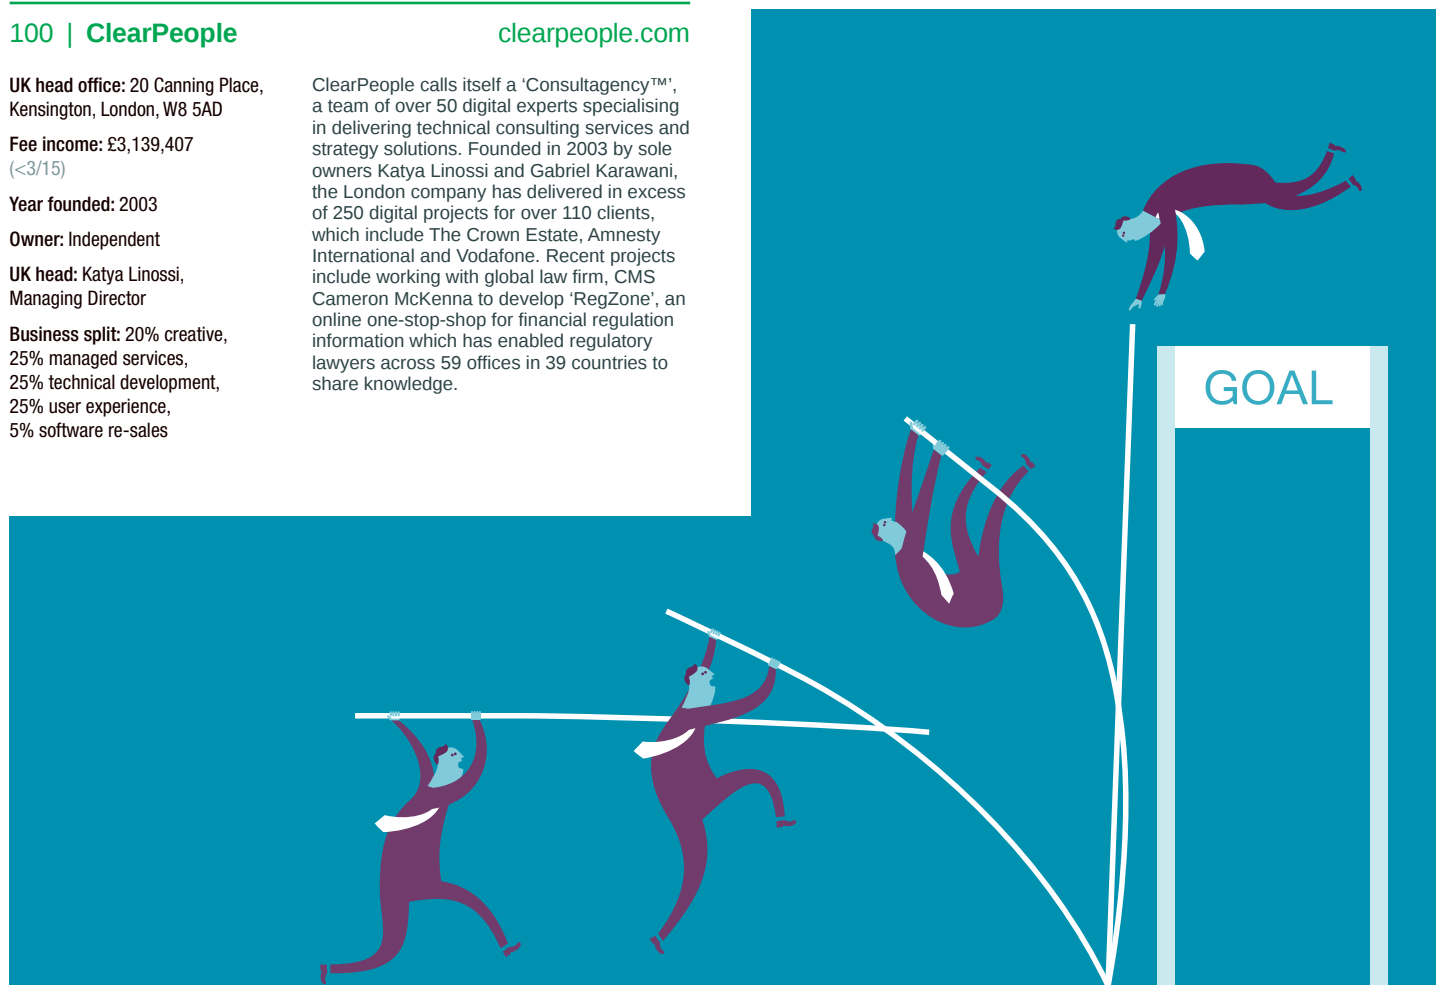 100 | ClearPeople
clearpeople.com
UK head office: 20 Canning Place,
Kensington, London, W8 5AD
Fee income: £3,139,407
(<3/15)
Year founded: 2003
Owner: Independent
UK head: Katya Linossi,
Managing Director
Business split: 20% creative,
25% managed services,
25% technical development,
25% user experience,
5% software re-sales
ClearPeople calls itself a ‘Consultagency™’,
a team of over 50 digital experts specialising
in delivering technical consulting services and
strategy solutions. Founded in 2003 by sole
owners Katya Linossi and Gabriel Karawani,
the London company has delivered in excess
of 250 digital projects for over 110 clients,
which include The Crown Estate, Amnesty
International and Vodafone. Recent projects
include working with global law firm, CMS
Cameron McKenna to develop ‘RegZone’, an
online one-stop-shop for financial regulation
information which has enabled regulatory
lawyers across 59 offices in 39 countries to
share knowledge.
GOAL